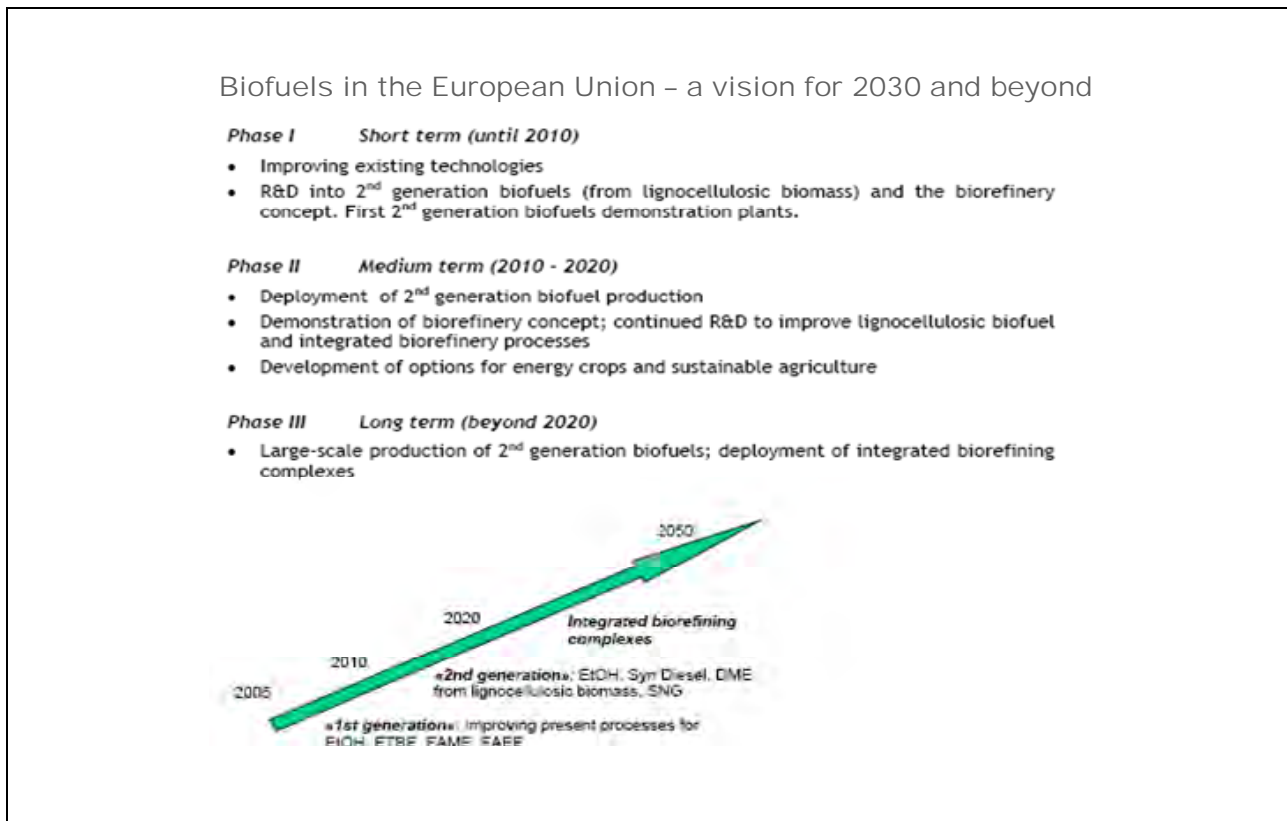 Biofuels in the European Union – a vision for 2030 and beyond
Phase I Short term (until 2010)
• Improving existing technologies
• R&D into 2nd generation biofuels (from lignocellulosic biomass) and the biorefinery
concept. First 2nd generation biofuels demonstration plants.
Phase II Medium term (2010 - 2020)
• Deployment of 2nd generation biofuel production
• Demonstration of biorefinery concept; continued R&D to improve lignocellulosic biofuel
and integrated biorefinery processes
• Development of options for energy crops and sustainable agriculture
Phase III Long term (beyond 2020)
• Large-scale production of 2nd generation biofuels; deployment of integrated biorefining
complexes
2050
2020
Integrated biorefining
complexes
2010
«2nd generation»: EtOH, Syn Diesel, DME
from lignocellulosic biomass, SNG
2005
«1st generation»: Improving present processes for
EtOH, ETBE, FAME, FAEE